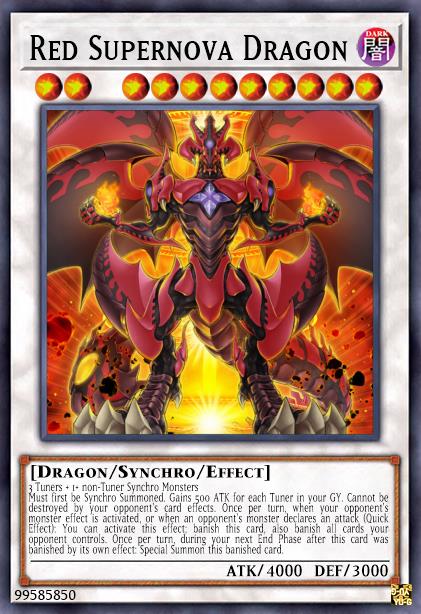 RED SUPERNOVA DRAGON
DARK
闇
[DRAGON/SYNCHRO/EFFECT]
3 Tuners + 1+ non-Tuner Synchro Monsters
Must first be Synchro Summoned. Gains 500 ATK for each Tuner in your GY. Cannot be
destroyed by your opponent's card effects. Once per turn, when your opponent's
monster effect is activated, or when an opponent's monster declares an attack (Quick
Effect): You can activate this effect; banish this card, also banish all cards your
opponent controls. Once per turn, during your next End Phase after this card was
banished by its own effect: Special Summon this banished card.
ATK/4000 DEF/3000
99585850